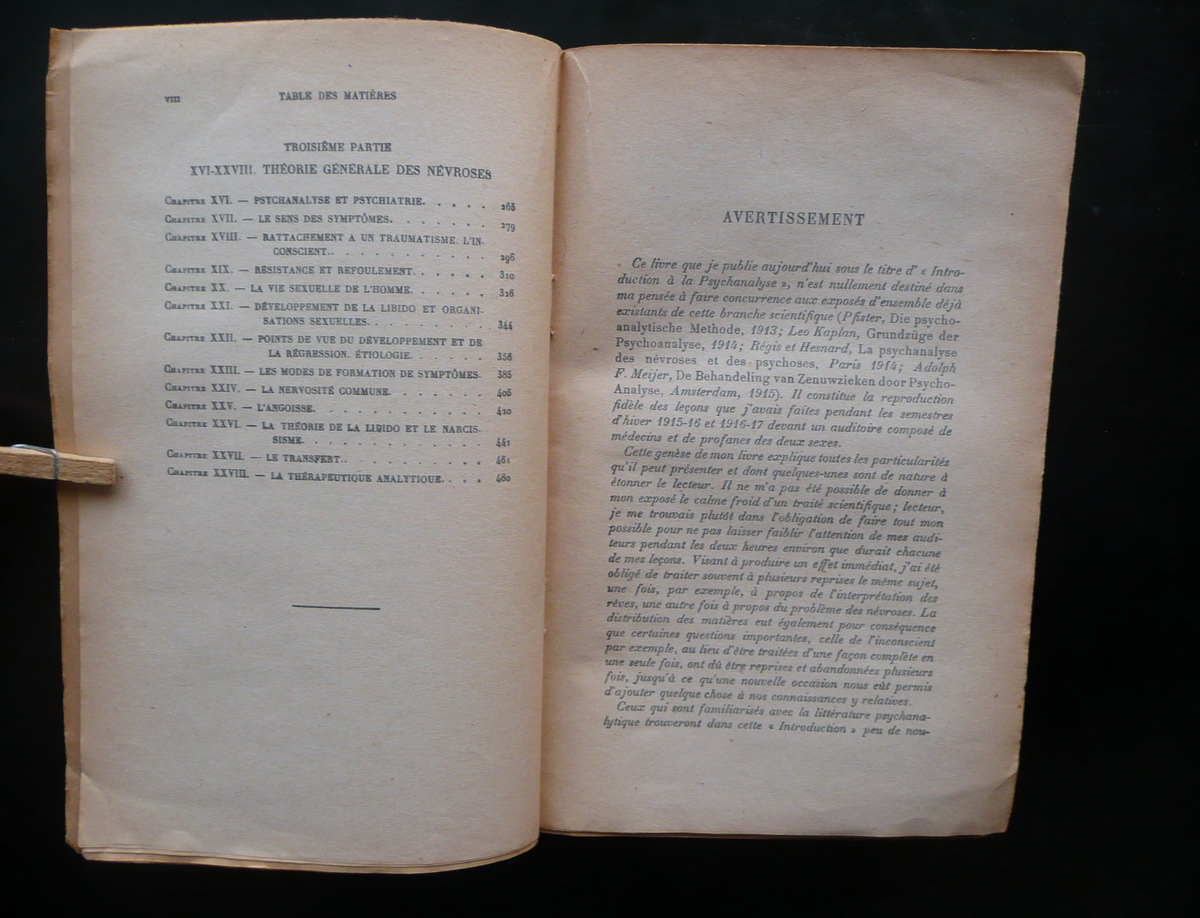 VIII TABLE DES MATIÈRES
TROISIÈME PARTIE
XVI-XXVIII. THÉORIE GÉNÉRALE DES NÉVROSES
CHAPITRE XVI. — PSYCHANALYSE ET PSYCHIATRIE. . . . . 265
CHAPITRE XVII. — LE SENS DES SYMPTÔMES. . . . . . 279
CHAPITRE XVIII. — RATTACHEMENT A UN TRAUMATISME. L'IN-
CONSCIENT. . . . . . . . . . 296
CHAPITRE XIX. — RÉSISTANCE ET REFOULEMENT. . . . . . 310
CHAPITRE XX. — LA VIE SEXUELLE DE L'HOMME. . . . . . 326
CHAPITRE XXI. — DÉVELOPPEMENT DE LA LIBIDO ET ORGANI-
SATIONS SEXUELLES. . . . . . . . 344
CHAPITRE XXII. — POINTS DE VUE DU DÉVELOPPEMENT ET DE
LA RÉGRESSION. ÉTIOLOGIE. . . . . . 358
CHAPITRE XXIII. — LES MODES DE FORMATION DE SYMPTÔMES. 385
CHAPITRE XXIV. — LA NERVOSITÉ COMMUNE. . . . . . . 405
CHAPITRE XXV. — L'ANGOISSE. . . . . . . . . . 420
CHAPITRE XXVI. — LA THÉORIE DE LA LIBIDO ET LE NARCIS-
SISME. . . . . . . . . . . . 441
CHAPITRE XXVII. — LE TRANSFERT. . . . . . . . . 461
CHAPITRE XXVIII. — LA THÉRAPEUTIQUE ANALYTIQUE. . . . 480
AVERTISSEMENT
Ce livre que je publie aujourd'hui sous le titre d' « Intro-
duction à la Psychanalyse », n'est nullement destiné dans
ma pensée à faire concurrence aux exposés d'ensemble déjà
existants de cette branche scientifique (Pfister, Die psycho-
analytische Methode, 1913; Leo Kaplan, Grundzüge der
Psychoanalyse, 1914; Régis et Hesnard, La psychanalyse
des névroses et des psychoses, Paris 1914; Adolph
F. Meijer, De Behandeling van Zenuwzieken door Psycho-
Analyse, Amsterdam, 1915). Il constitue la reproduction
fidèle des leçons que j'avais faites pendant les semestres
d'hiver 1915-16 et 1916-17 devant un auditoire composé de
médecins et de profanes des deux sexes.
Cette genèse de mon livre explique toutes les particularités
qu'il peut présenter et dont quelques-unes sont de nature à
étonner le lecteur. Il ne m'a pas été possible de donner à
mon exposé le calme froid d'un traité scientifique; lecteur,
je me trouvais plutôt dans l'obligation de faire tout mon
possible pour ne pas laisser faiblir l'attention de mes audi-
teurs pendant les deux heures environ que durait chacune
de mes leçons. Visant à produire un effet immédiat, j'ai été
obligé de traiter souvent à plusieurs reprises le même sujet,
une fois, par exemple, à propos de l'interprétation des
rêves, une autre fois à propos du problème des névroses. La
distribution des matières eut également pour conséquence
que certaines questions importantes, celle de l'inconscient
par exemple, au lieu d'être traitées d'une façon complète en
une seule fois, ont dû être reprises et abandonnées plusieurs
fois, jusqu'à ce qu'une nouvelle occasion nous eût permis
d'ajouter quelque chose à nos connaissances y relatives.
Ceux qui sont familiarisés avec la littérature psychana-
lytique trouveront dans cette « Introduction » peu de nou-